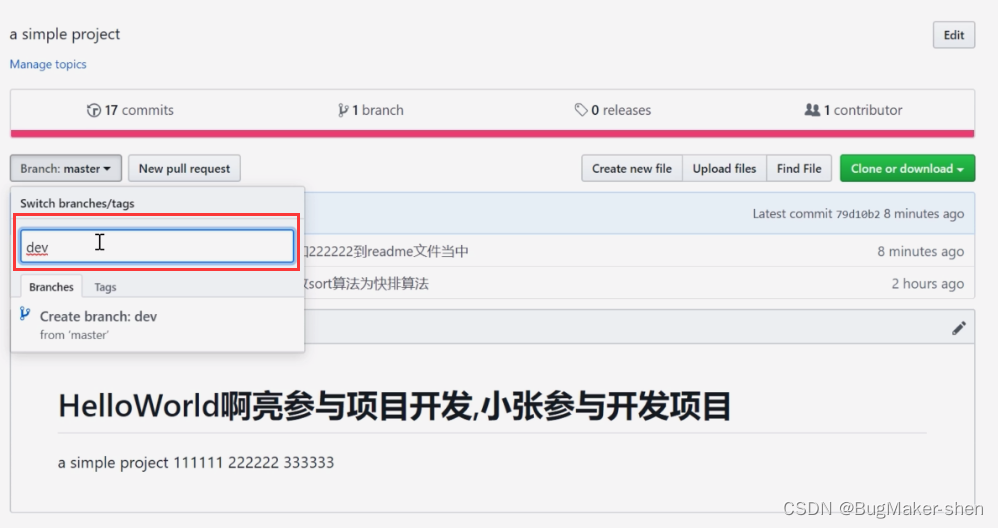 a simple project
Edit
Manage topics
17 commits
1 branch
0 releases
1 contributor
Branch: master
New pull request
Create new file
Upload files
Find File
Clone or download
Switch branches/tags
Latest commit 79d10b2 8 minutes ago
dev
222222到readme文件当中
8 minutes ago
Branches
Tags
sort算法为快排算法
2 hours ago
Create branch: dev
from 'master'
HelloWorld啊亮参与项目开发,小张参与开发项目
a simple project 111111 222222 333333
CSDN @BugMaker-shen